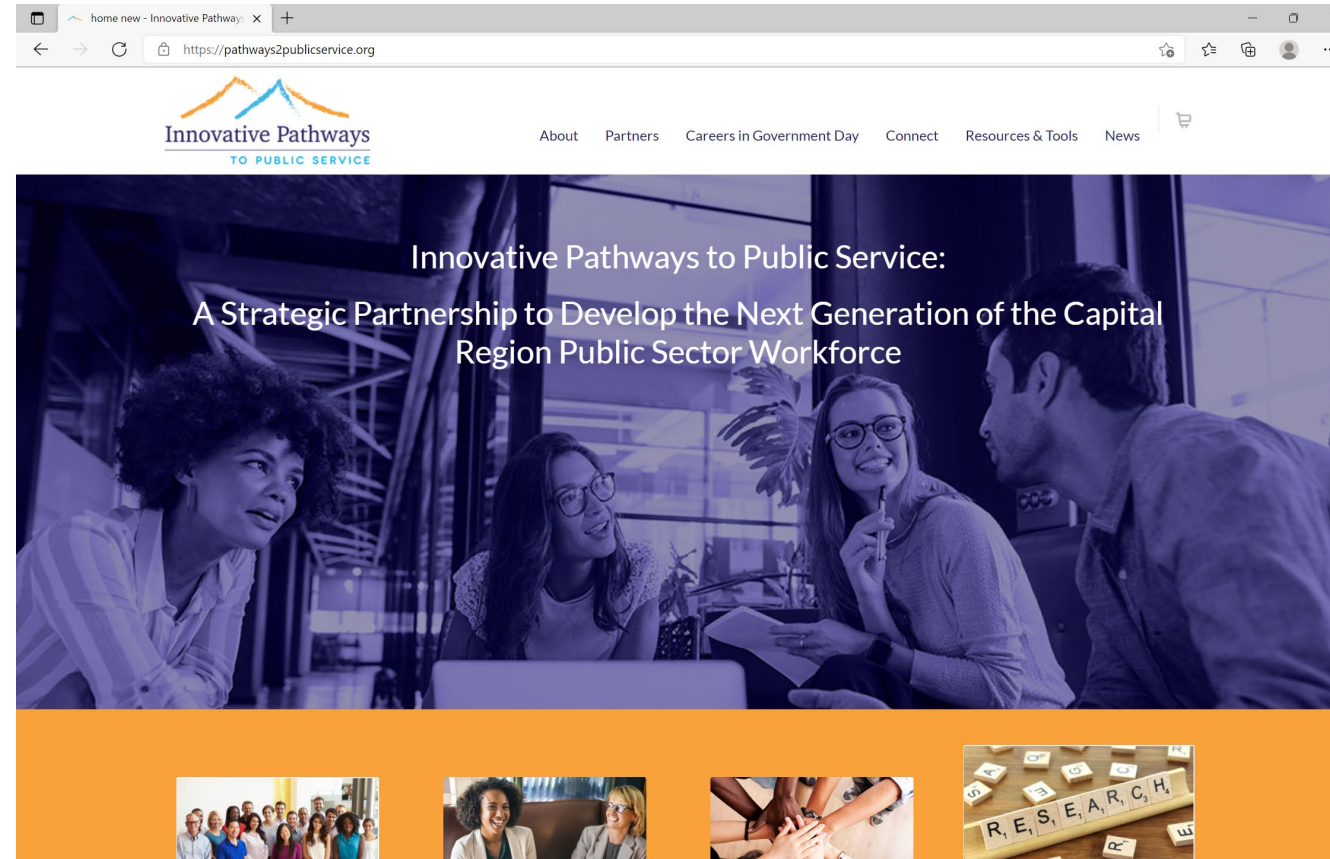 home new - Innovative Pathways
https://pathways2publicservice.org
Innovative Pathways
TO PUBLIC SERVICE
About Partners Careers in Government Day Connect Resources & Tools News
Innovative Pathways to Public Service:
A Strategic Partnership to Develop the Next Generation of the Capital
Region Public Sector Workforce
RESEARCH